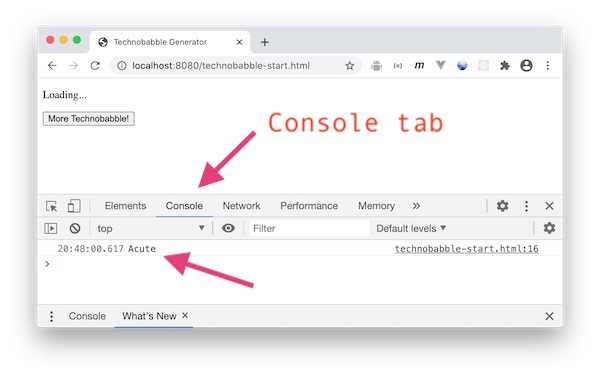 Technobabble Generator
localhost:8080/technobabble-start.html
Loading...
More Technobabble!
Console tab
Elements Console Network Performance Memory
top Filter Default levels
20:48:00.617 Acute technobabble-start.html:16
Console What's New